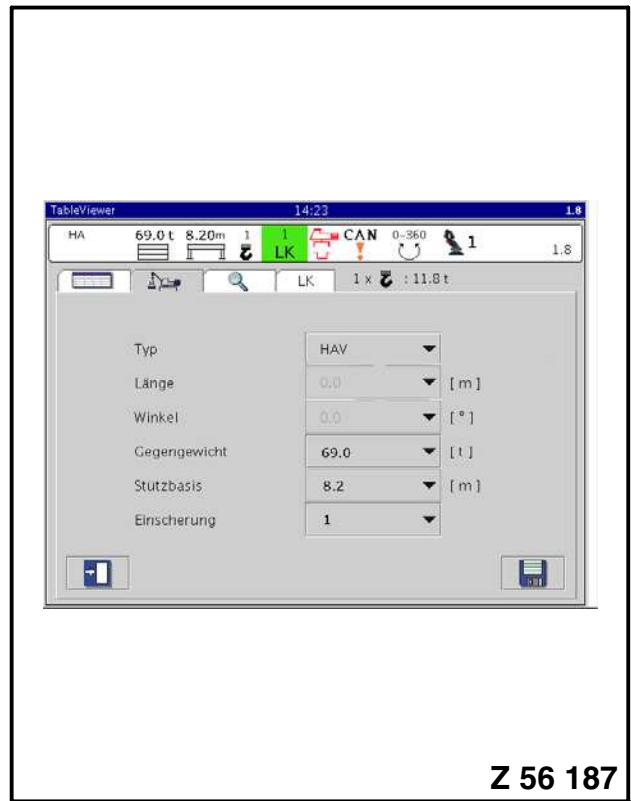 TableViewer 14:23 1.8
HA 69.0 t 8.20m 1 1 LK CAN 0-360 1 1.8
LK 1 x : 11.8 t
Typ HAV
Länge 0.0 [ m ]
Winkel 0.0 [ ° ]
Gegengewicht 69.0 [ t ]
Stützbasis 8.2 [ m ]
Einscherung 1
Z 56 187